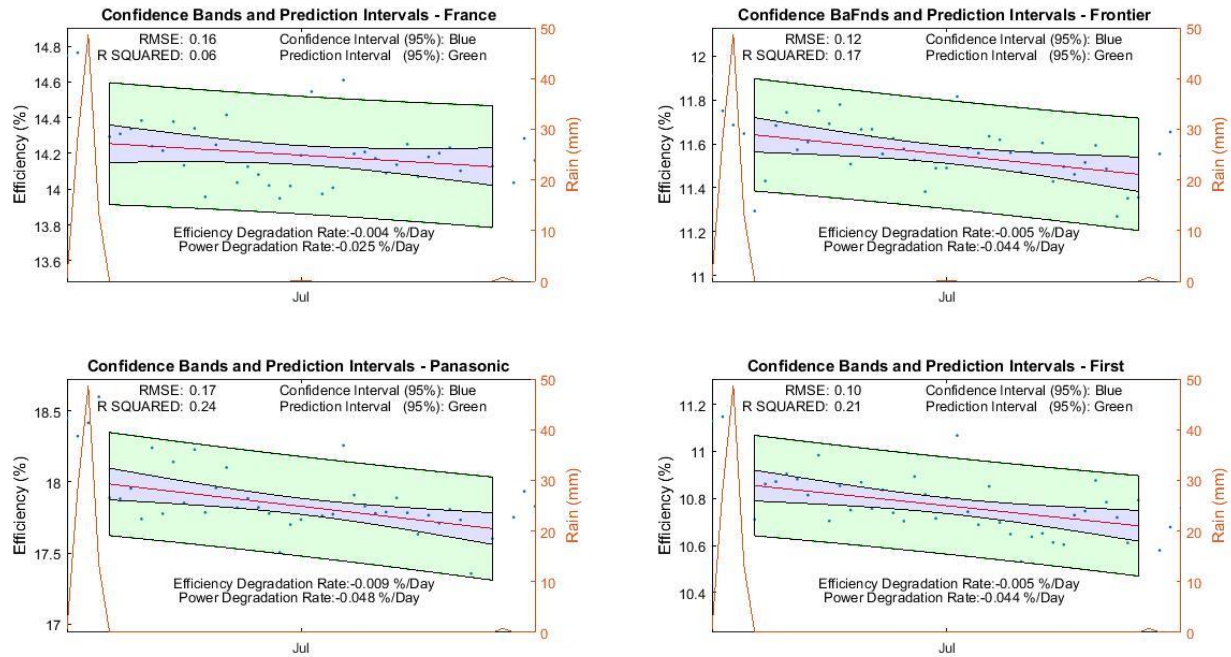 Confidence Bands and Prediction Intervals - France
RMSE: 0.16 Confidence Interval (95%): Blue
R SQUARED: 0.06 Prediction Interval (95%): Green
14.8
14.6
14.4
14.2
14
13.8
13.6
Efficiency (%)
50
40
30
20
10
0
Rain (mm)
Efficiency Degradation Rate:-0.004 %/Day
Power Degradation Rate:-0.025 %/Day
Jul
Confidence BaFnds and Prediction Intervals - Frontier
RMSE: 0.12 Confidence Interval (95%): Blue
R SQUARED: 0.17 Prediction Interval (95%): Green
12
11.8
11.6
11.4
11.2
11
Efficiency (%)
50
40
30
20
10
0
Rain (mm)
Efficiency Degradation Rate:-0.005 %/Day
Power Degradation Rate:-0.044 %/Day
Jul
Confidence Bands and Prediction Intervals - Panasonic
RMSE: 0.17 Confidence Interval (95%): Blue
R SQUARED: 0.24 Prediction Interval (95%): Green
18.5
18
17.5
17
Efficiency (%)
50
40
30
20
10
0
Rain (mm)
Efficiency Degradation Rate:-0.009 %/Day
Power Degradation Rate:-0.048 %/Day
Jul
Confidence Bands and Prediction Intervals - First
RMSE: 0.10 Confidence Interval (95%): Blue
R SQUARED: 0.21 Prediction Interval (95%): Green
11.2
11
10.8
10.6
10.4
Efficiency (%)
50
40
30
20
10
0
Rain (mm)
Efficiency Degradation Rate:-0.005 %/Day
Power Degradation Rate:-0.044 %/Day
Jul